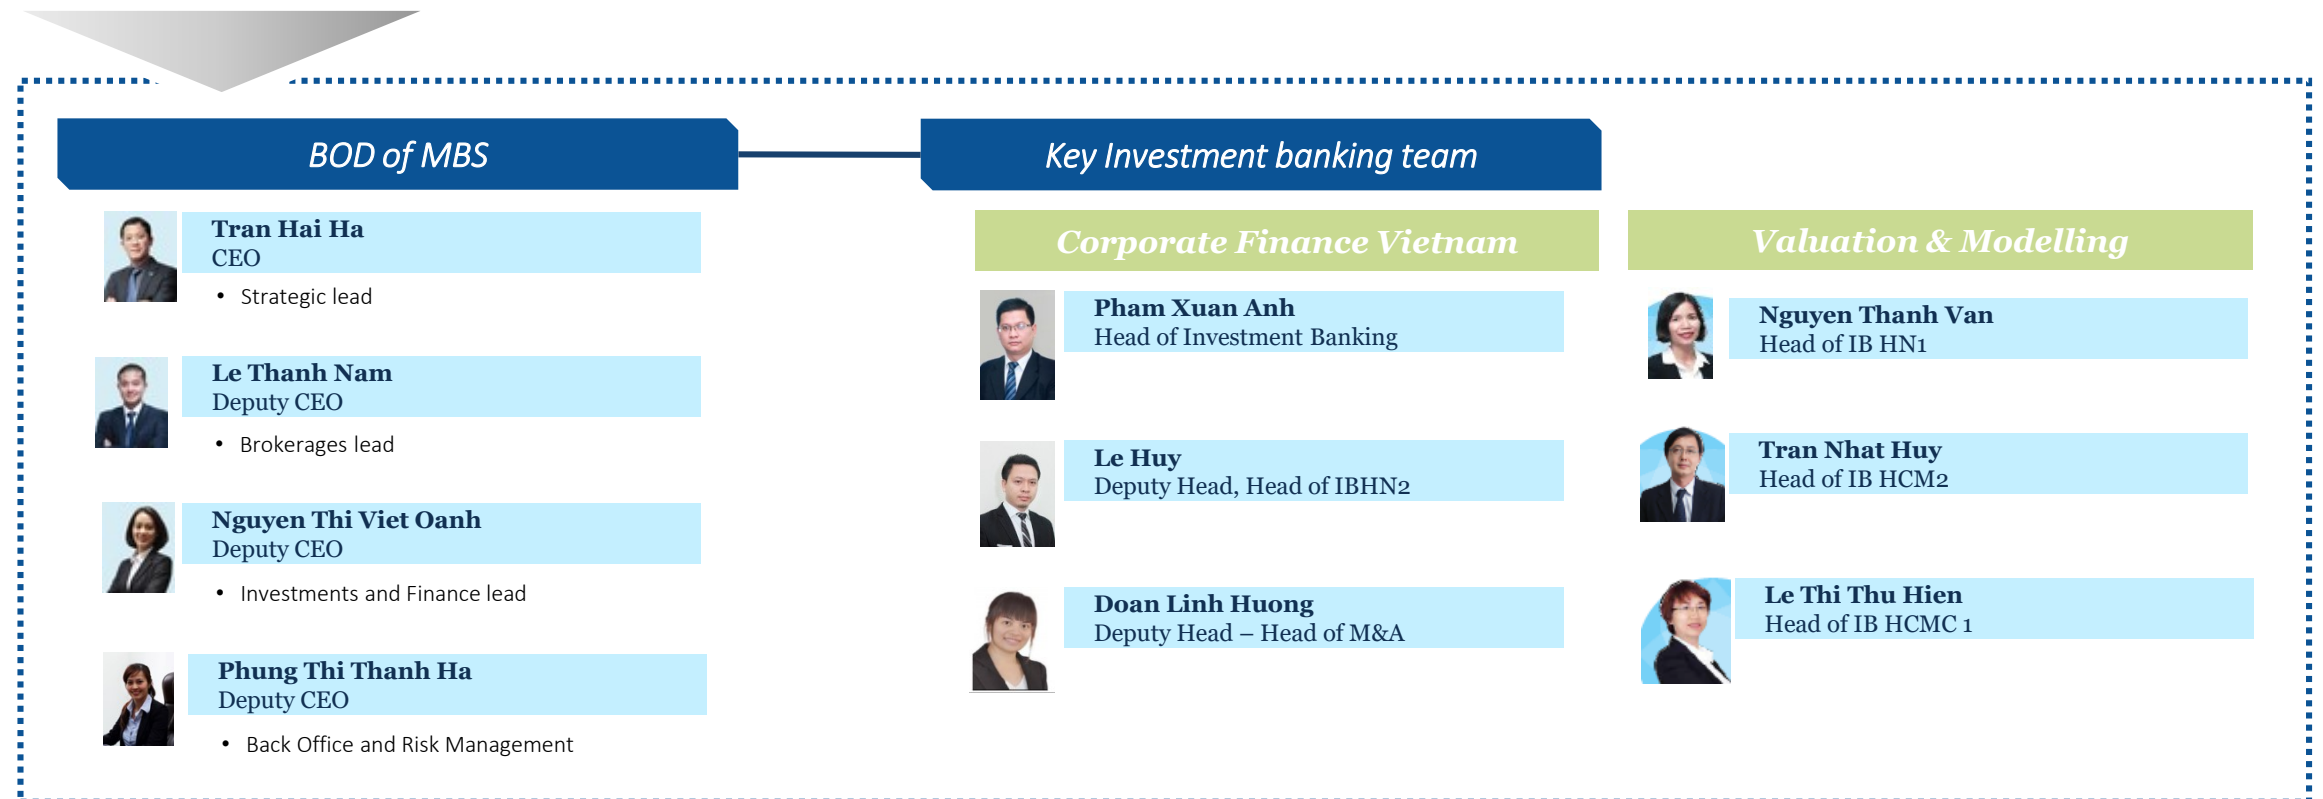 BOD of MBS
Tran Hai Ha
CEO
• Strategic lead
Le Thanh Nam
Deputy CEO
• Brokerages lead
Nguyen Thi Viet Oanh
Deputy CEO
• Investments and Finance lead
Phung Thi Thanh Ha
Deputy CEO
• Back Office and Risk Management
Key Investment banking team
Corporate Finance Vietnam
Pham Xuan Anh
Head of Investment Banking
Le Huy
Deputy Head, Head of IBHN2
Doan Linh Huong
Deputy Head – Head of M&A
Valuation & Modelling
Nguyen Thanh Van
Head of IB HN1
Tran Nhat Huy
Head of IB HCM2
Le Thi Thu Hien
Head of IB HCMC 1